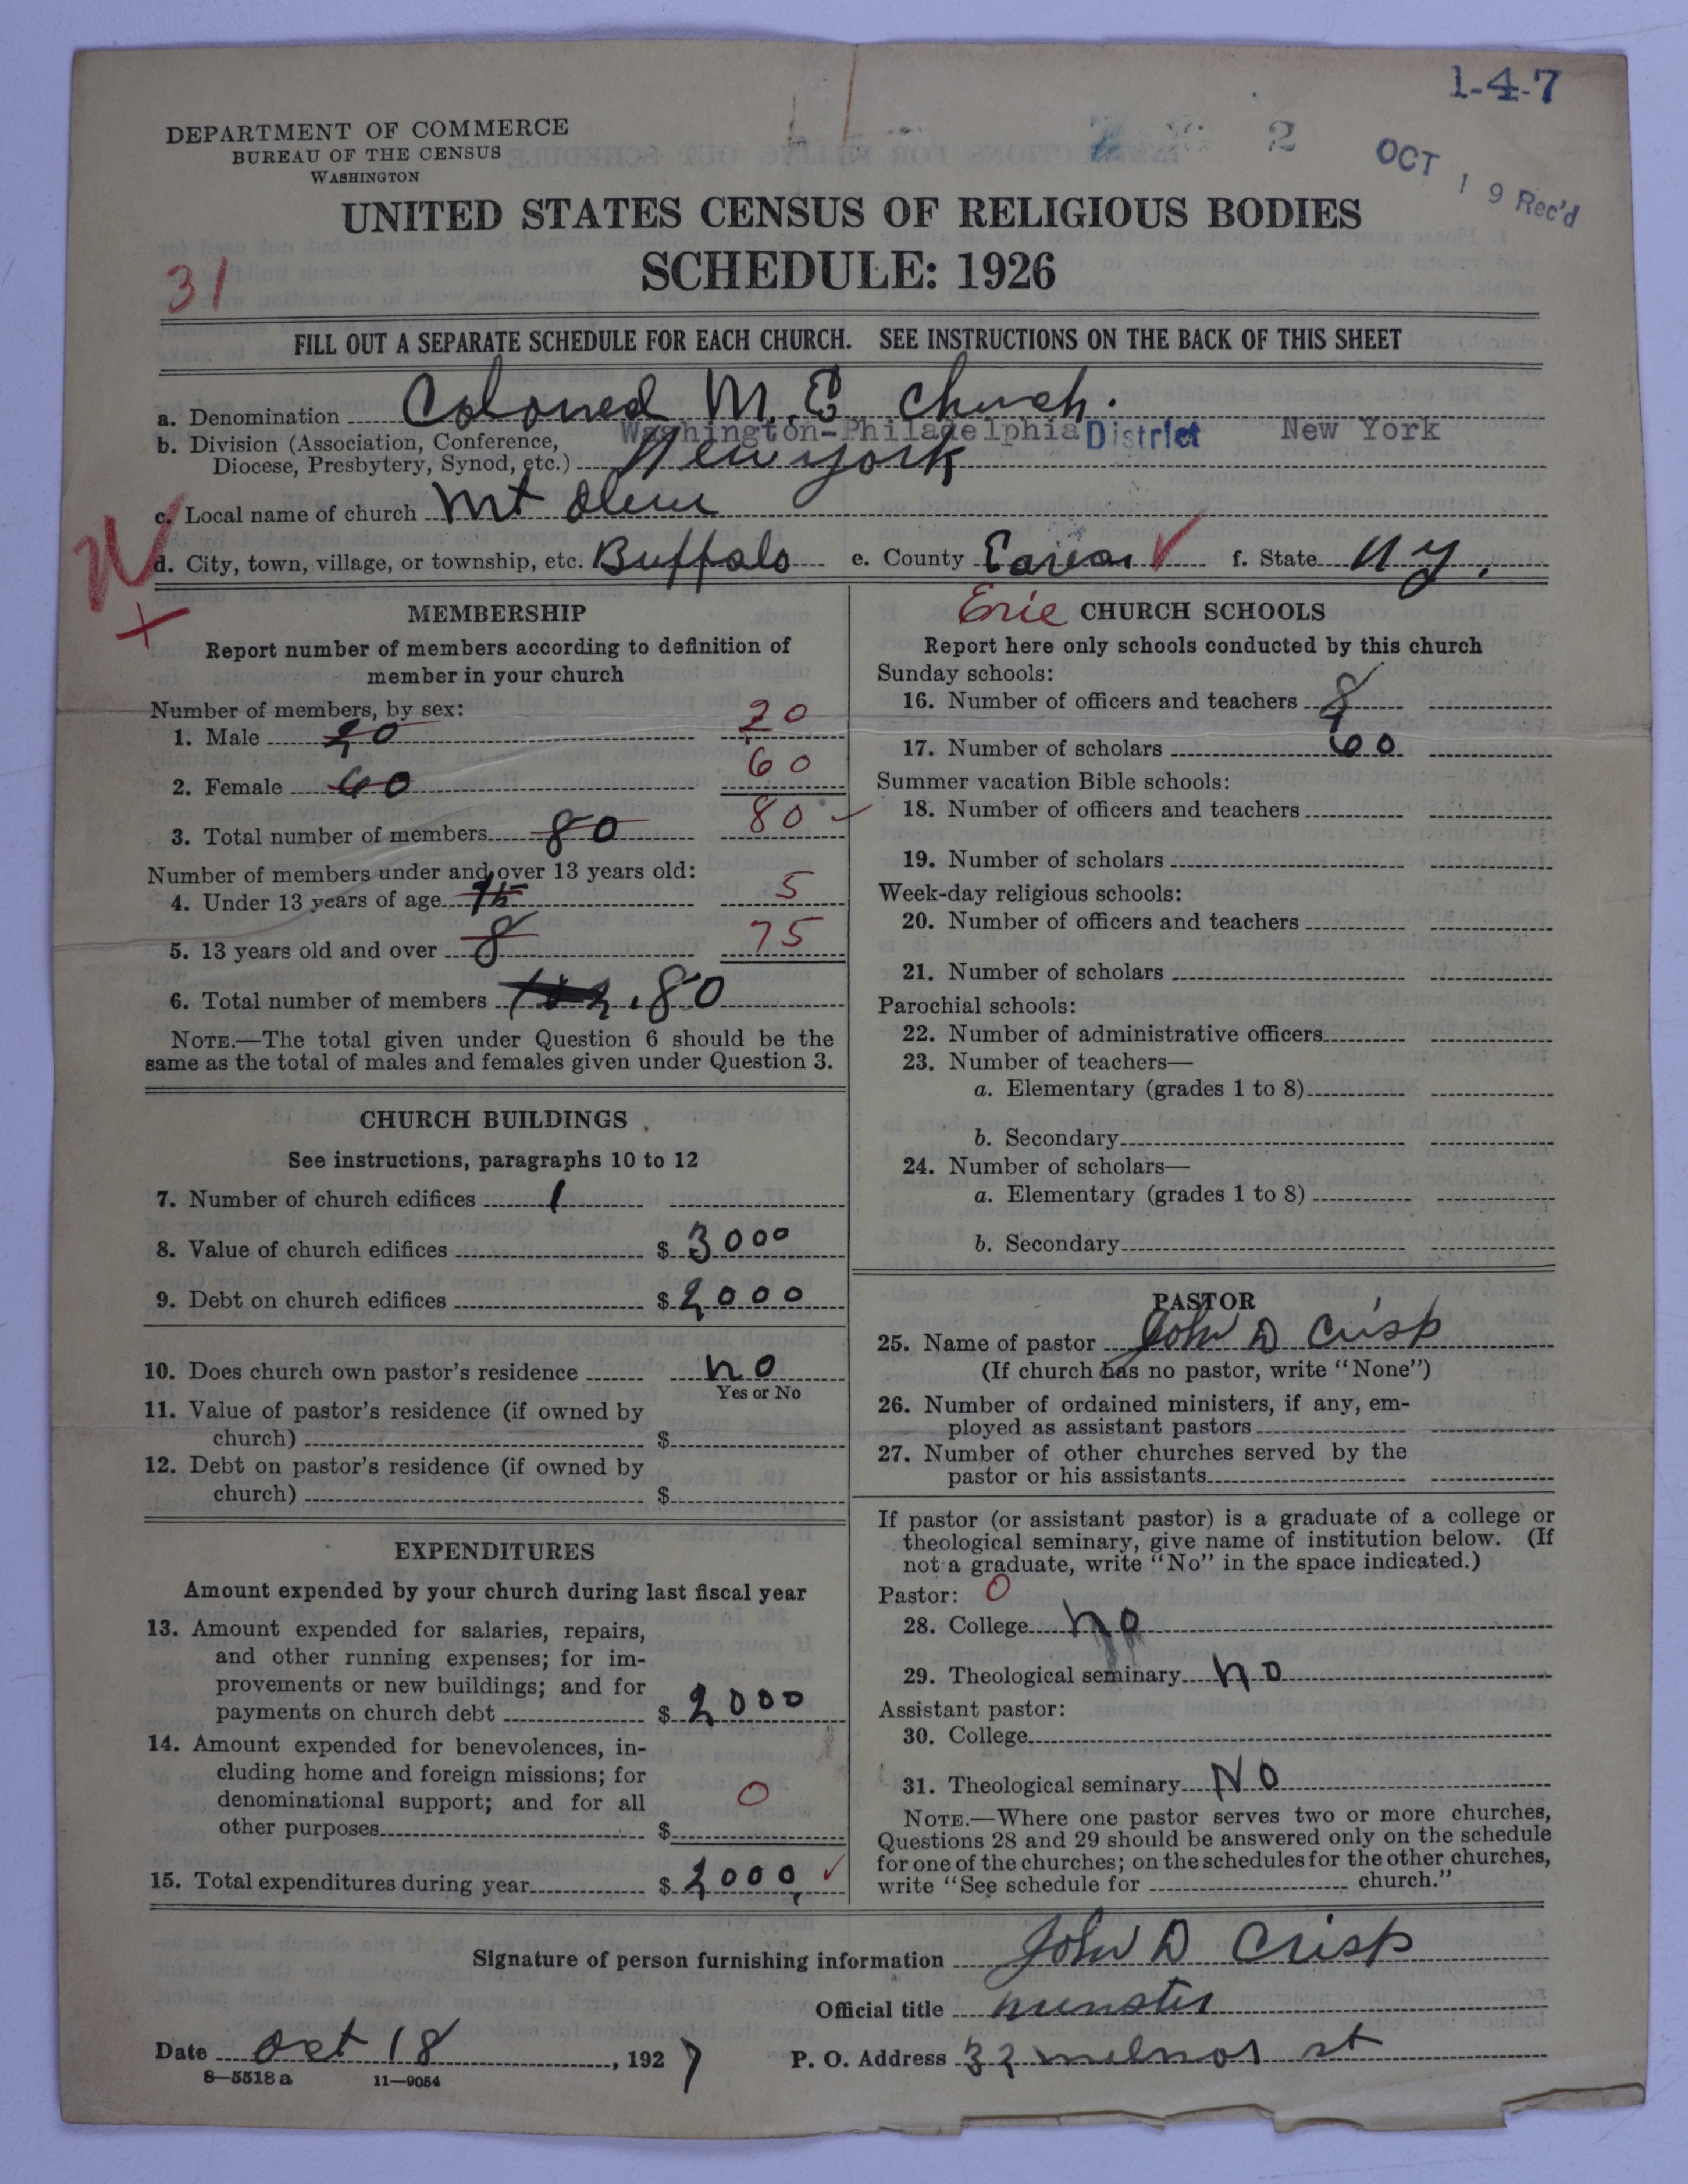 1-4-7
DEPARTMENT OF COMMERCE
BUREAU OF THE CENSUS
WASHINGTON
2
OCT 19 Rec'd
UNITED STATES CENSUS OF RELIGIOUS BODIES
SCHEDULE: 1926
31
FILL OUT A SEPARATE SCHEDULE FOR EACH CHURCH. SEE INSTRUCTIONS ON THE BACK OF THIS SHEET
a. Denomination Colored M. E Church.
b. Division (Association, Conference, Washington-Philadelphia District New York
Diocese, Presbytery, Synod, etc.) New york
c. Local name of church Mt
d. City, town, village, or township, etc. Buffalo e. County f. State N y.
Erie
MEMBERSHIP
Report number of members according to definition of
member in your church
Number of members, by sex:
1. Male 20 20
2. Female 60 60
3. Total number of members 80 80
Number of members under and over 13 years old:
4. Under 13 years of age 75 5
5. 13 years old and over 8 75
6. Total number of members 80
NOTE.—The total given under Question 6 should be the
same as the total of males and females given under Question 3.
CHURCH BUILDINGS
See instructions, paragraphs 10 to 12
7. Number of church edifices 1
8. Value of church edifices $ 3000
9. Debt on church edifices $ 2000
10. Does church own pastor's residence no
Yes or No
11. Value of pastor's residence (if owned by
church) $
12. Debt on pastor's residence (if owned by
church) $
EXPENDITURES
Amount expended by your church during last fiscal year
13. Amount expended for salaries, repairs,
and other running expenses; for im-
provements or new buildings; and for
payments on church debt $ 2000
14. Amount expended for benevolences, in-
cluding home and foreign missions; for
denominational support; and for all
other purposes $ 0
15. Total expenditures during year $ 2000
CHURCH SCHOOLS
Report here only schools conducted by this church
Sunday schools:
16. Number of officers and teachers 8
17. Number of scholars 60
Summer vacation Bible schools:
18. Number of officers and teachers
19. Number of scholars
Week-day religious schools:
20. Number of officers and teachers
21. Number of scholars
Parochial schools:
22. Number of administrative officers
23. Number of teachers—
a. Elementary (grades 1 to 8)
b. Secondary
24. Number of scholars—
a. Elementary (grades 1 to 8)
b. Secondary
PASTOR
25. Name of pastor John D Crisp
(If church has no pastor, write "None")
26. Number of ordained ministers, if any, em-
ployed as assistant pastors
27. Number of other churches served by the
pastor or his assistants
If pastor (or assistant pastor) is a graduate of a college or
theological seminary, give name of institution below. (If
not a graduate, write "No" in the space indicated.)
Pastor: 0
28. College no
29. Theological seminary no
Assistant pastor:
30. College
31. Theological seminary No
NOTE.—Where one pastor serves two or more churches,
Questions 28 and 29 should be answered only on the schedule
for one of the churches; on the schedules for the other churches,
write "See schedule for church."
Signature of person furnishing information John D Crisp
Official title minster
Date Oct 18, 1927 P. O. Address 32 st
8—5518a 11—9054